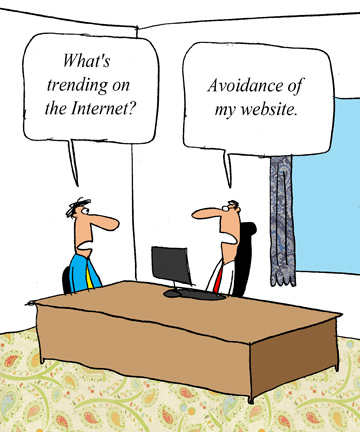 What's
trending on
the Internet?
Avoidance of
my website.